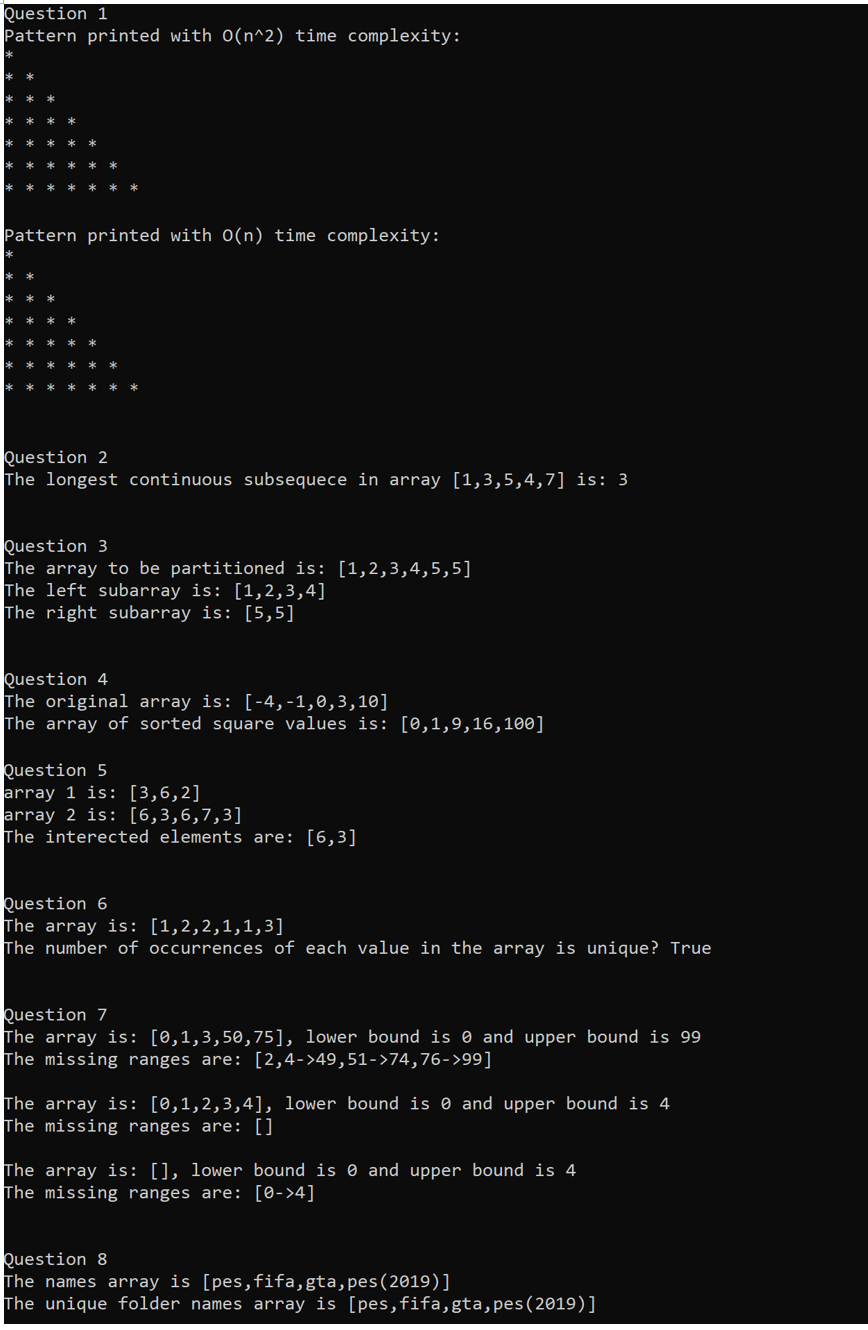 Question 1
Pattern printed with O(n^2) time complexity:
*
* *
* * *
* * * *
* * * * *
* * * * * *
* * * * * * *
Pattern printed with O(n) time complexity:
*
* *
* * *
* * * *
* * * * *
* * * * * *
* * * * * * *
Question 2
The longest continuous subsequece in array [1,3,5,4,7] is: 3
Question 3
The array to be partitioned is: [1,2,3,4,5,5]
The left subarray is: [1,2,3,4]
The right subarray is: [5,5]
Question 4
The original array is: [-4,-1,0,3,10]
The array of sorted square values is: [0,1,9,16,100]
Question 5
array 1 is: [3,6,2]
array 2 is: [6,3,6,7,3]
The interected elements are: [6,3]
Question 6
The array is: [1,2,2,1,1,3]
The number of occurrences of each value in the array is unique? True
Question 7
The array is: [0,1,3,50,75], lower bound is 0 and upper bound is 99
The missing ranges are: [2,4->49,51->74,76->99]
The array is: [0,1,2,3,4], lower bound is 0 and upper bound is 4
The missing ranges are: []
The array is: [], lower bound is 0 and upper bound is 4
The missing ranges are: [0->4]
Question 8
The names array is [pes,fifa,gta,pes(2019)]
The unique folder names array is [pes,fifa,gta,pes(2019)]